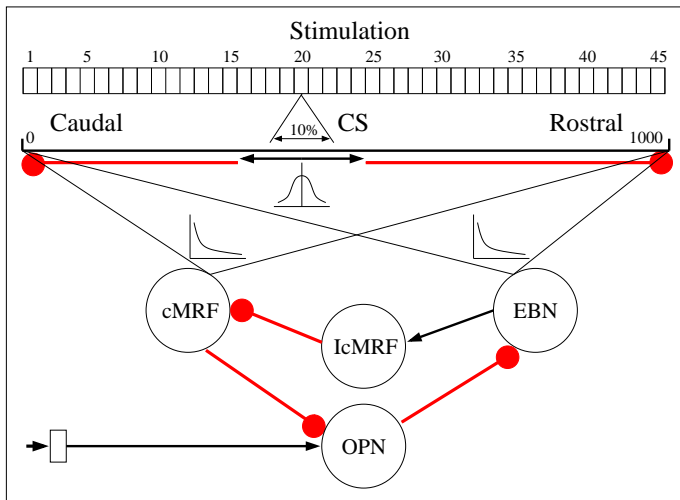 Stimulation
1 5 10 15 20 25 30 35 40 45
10%
Caudal CS Rostral
0 1000
cMRF EBN
IcMRF
OPN